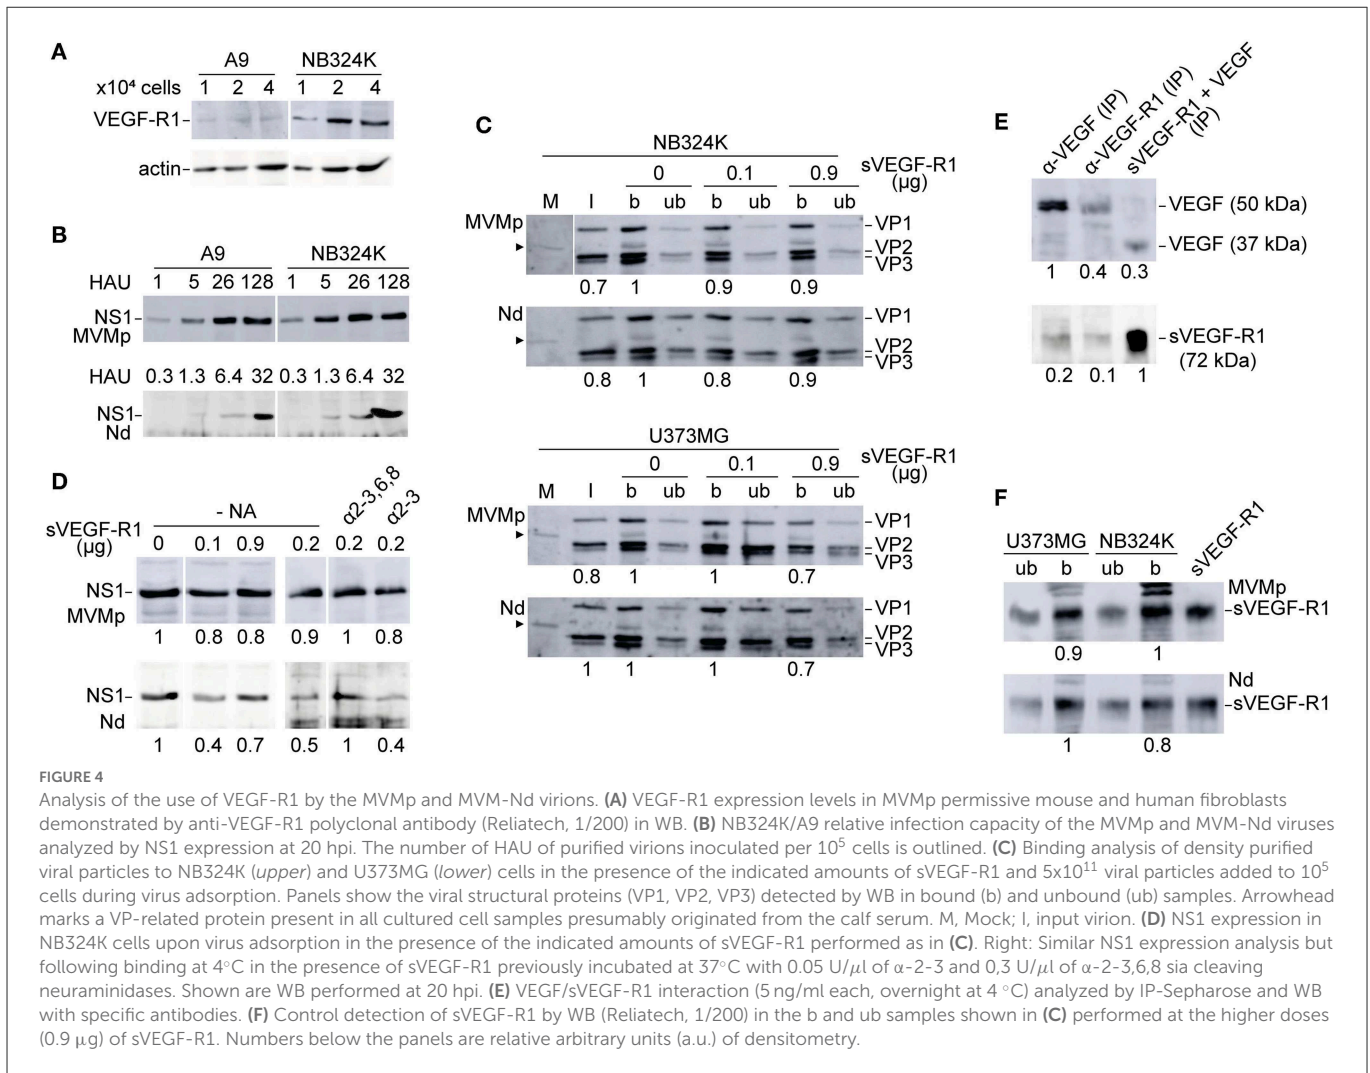 A
A9 NB324K
x10⁴ cells 1 2 4 1 2 4
VEGF-R1-
actin-
B
A9 NB324K
HAU 1 5 26 128 1 5 26 128
NS1-
MVMp
HAU 0.3 1.3 6.4 32 0.3 1.3 6.4 32
NS1-
Nd
C
NB324K
0 0.1 0.9 sVEGF-R1
(µg)
M I b ub b ub b ub
MVMp -VP1
-VP2
-VP3
0.7 1 0.9 0.9
Nd -VP1
-VP2
-VP3
0.8 1 0.8 0.9
U373MG
0 0.1 0.9 sVEGF-R1
(µg)
M I b ub b ub b ub
MVMp -VP1
-VP2
-VP3
0.8 1 1 0.7
Nd -VP1
-VP2
-VP3
1 1 1 0.7
D
- NA α2-3,6,8 α2-3
sVEGF-R1
(µg)
0 0.1 0.9 0.2 0.2 0.2
NS1-
MVMp
1 0.8 0.8 0.9 1 0.8
NS1-
Nd
1 0.4 0.7 0.5 1 0.4
E
α-VEGF (IP)
α-VEGF-R1 (IP)
sVEGF-R1 + VEGF
(IP)
-VEGF (50 kDa)
-VEGF (37 kDa)
1 0.4 0.3
-sVEGF-R1
(72 kDa)
0.2 0.1 1
F
U373MG NB324K sVEGF-R1
ub b ub b
MVMp
-sVEGF-R1
0.9 1
Nd
-sVEGF-R1
1 0.8
FIGURE 4
Analysis of the use of VEGF-R1 by the MVMp and MVM-Nd virions. (A) VEGF-R1 expression levels in MVMp permissive mouse and human fibroblasts
demonstrated by anti-VEGF-R1 polyclonal antibody (Reliatech, 1/200) in WB. (B) NB324K/A9 relative infection capacity of the MVMp and MVM-Nd viruses
analyzed by NS1 expression at 20 hpi. The number of HAU of purified virions inoculated per 10⁵ cells is outlined. (C) Binding analysis of density purified
viral particles to NB324K (upper) and U373MG (lower) cells in the presence of the indicated amounts of sVEGF-R1 and 5x10¹¹ viral particles added to 10⁵
cells during virus adsorption. Panels show the viral structural proteins (VP1, VP2, VP3) detected by WB in bound (b) and unbound (ub) samples. Arrowhead
marks a VP-related protein present in all cultured cell samples presumably originated from the calf serum. M, Mock; I, input virion. (D) NS1 expression in
NB324K cells upon virus adsorption in the presence of the indicated amounts of sVEGF-R1 performed as in (C). Right: Similar NS1 expression analysis but
following binding at 4°C in the presence of sVEGF-R1 previously incubated at 37°C with 0.05 U/µl of α-2-3 and 0,3 U/µl of α-2-3,6,8 sia cleaving
neuraminidases. Shown are WB performed at 20 hpi. (E) VEGF/sVEGF-R1 interaction (5 ng/ml each, overnight at 4 °C) analyzed by IP-Sepharose and WB
with specific antibodies. (F) Control detection of sVEGF-R1 by WB (Reliatech, 1/200) in the b and ub samples shown in (C) performed at the higher doses
(0.9 µg) of sVEGF-R1. Numbers below the panels are relative arbitrary units (a.u.) of densitometry.